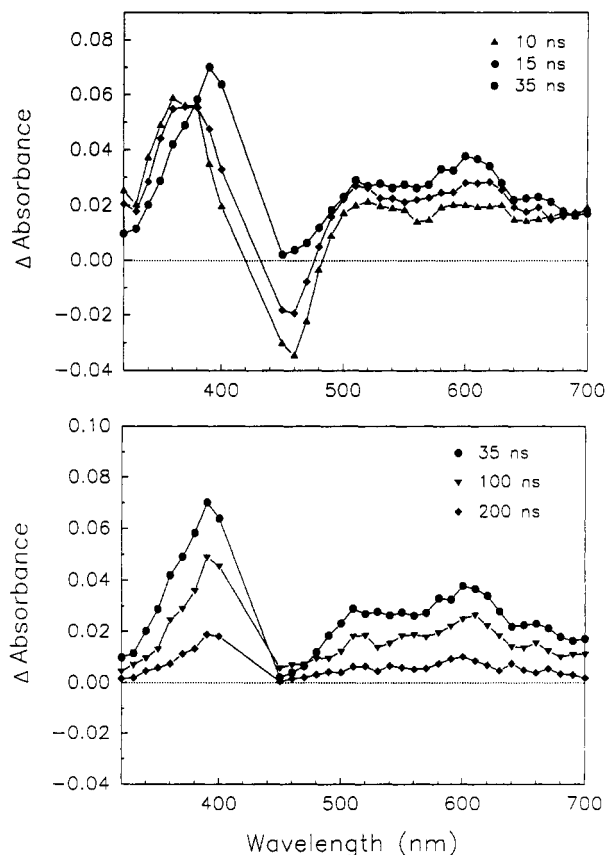 0.08
▲ 10 ns
● 15 ns
● 35 ns
0.06
0.04
0.02
0.00
-0.02
-0.04
Δ Absorbance
400
500
600
700
0.10
● 35 ns
▼ 100 ns
◆ 200 ns
0.08
0.06
0.04
0.02
0.00
-0.02
-0.04
Δ Absorbance
400
500
600
700
Wavelength (nm)